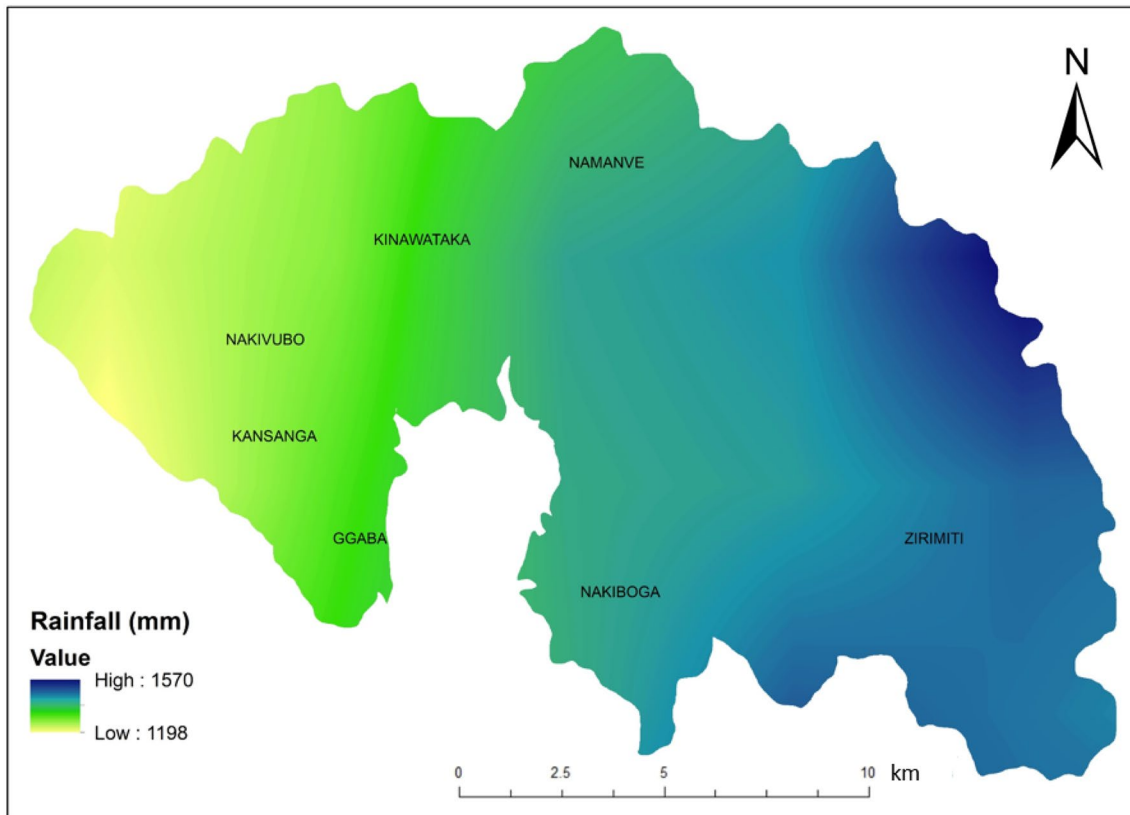 N
NAMANVE
KINAWATAKA
NAKIVUBO
KANSANGA
GGABA
ZIRIMITI
NAKIBOGA
Rainfall (mm)
Value
High : 1570
Low : 1198
0 2.5 5 10 km